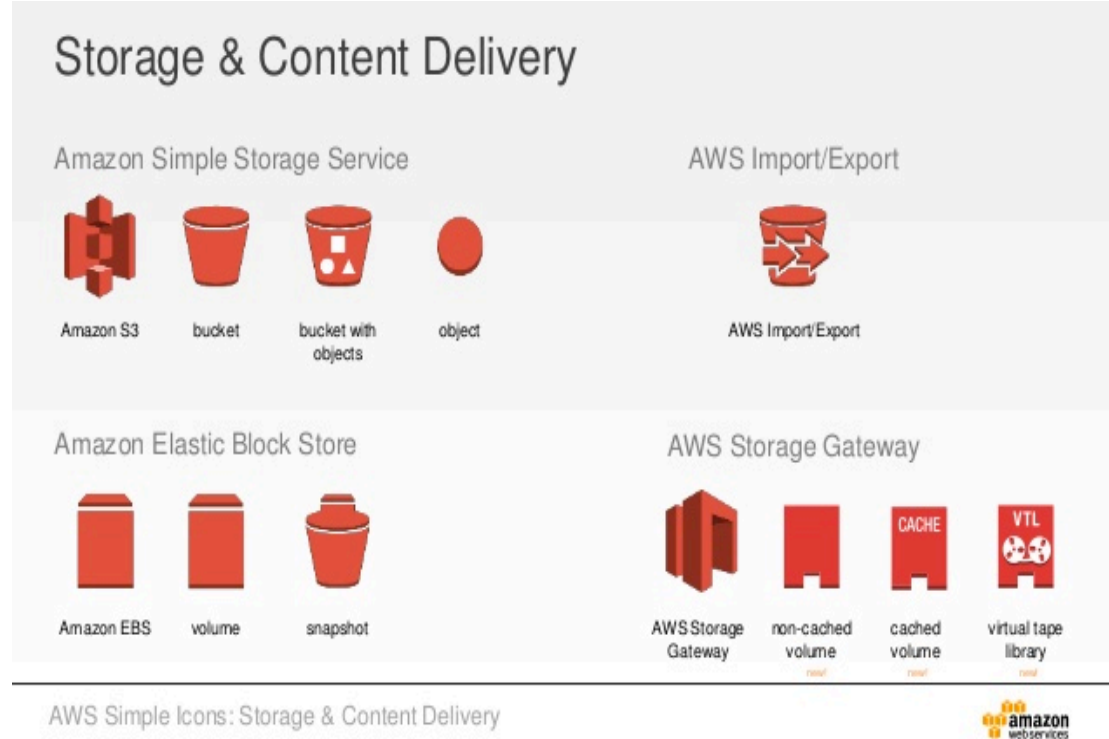 Storage & Content Delivery
Amazon Simple Storage Service
AWS Import/Export
Amazon S3
bucket
bucket with
objects
object
AWS Import/Export
Amazon Elastic Block Store
AWS Storage Gateway
CACHE
VTL
Amazon EBS
volume
snapshot
AWS Storage
Gateway
non-cached
volume
new!
cached
volume
new!
virtual tape
library
new!
AWS Simple Icons: Storage & Content Delivery
amazon
webservices